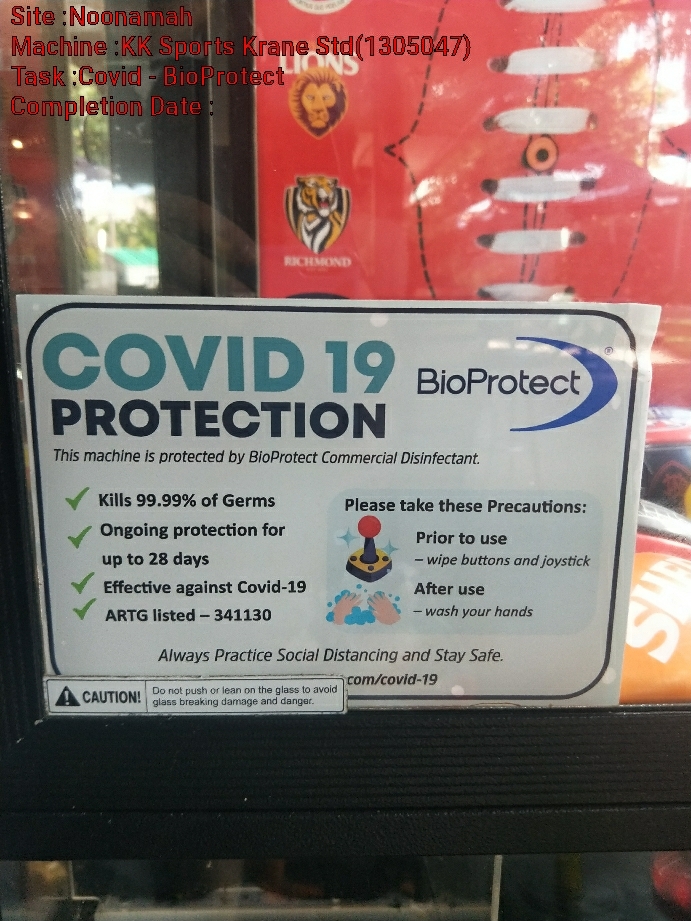 Site :Noonamah
Machine :KK Sports Krane Std(1305047)
Task :Covid - BioProtect
Completion Date :
LIONS
RICHMOND
COVID 19
PROTECTION
BioProtect®
This machine is protected by BioProtect Commercial Disinfectant.
Kills 99.99% of Germs
Ongoing protection for
up to 28 days
Effective against Covid-19
ARTG listed – 341130
Please take these Precautions:
Prior to use
– wipe buttons and joystick
After use
– wash your hands
Always Practice Social Distancing and Stay Safe.
com/covid-19
CAUTION!
Do not push or lean on the glass to avoid
glass breaking damage and danger.